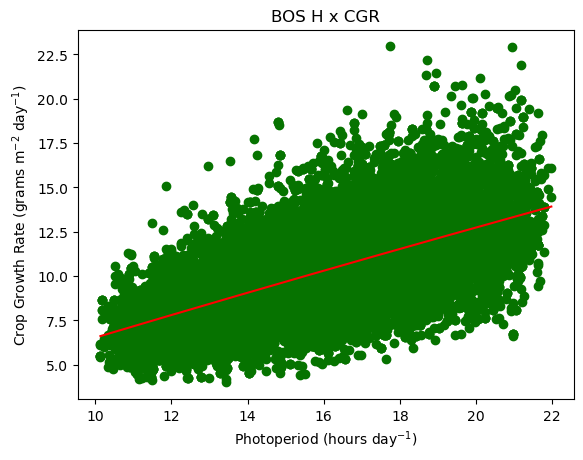 BOS H x CGR
Crop Growth Rate (grams m⁻² day⁻¹)
22.5
20.0
17.5
15.0
12.5
10.0
7.5
5.0
10 12 14 16 18 20 22
Photoperiod (hours day⁻¹)